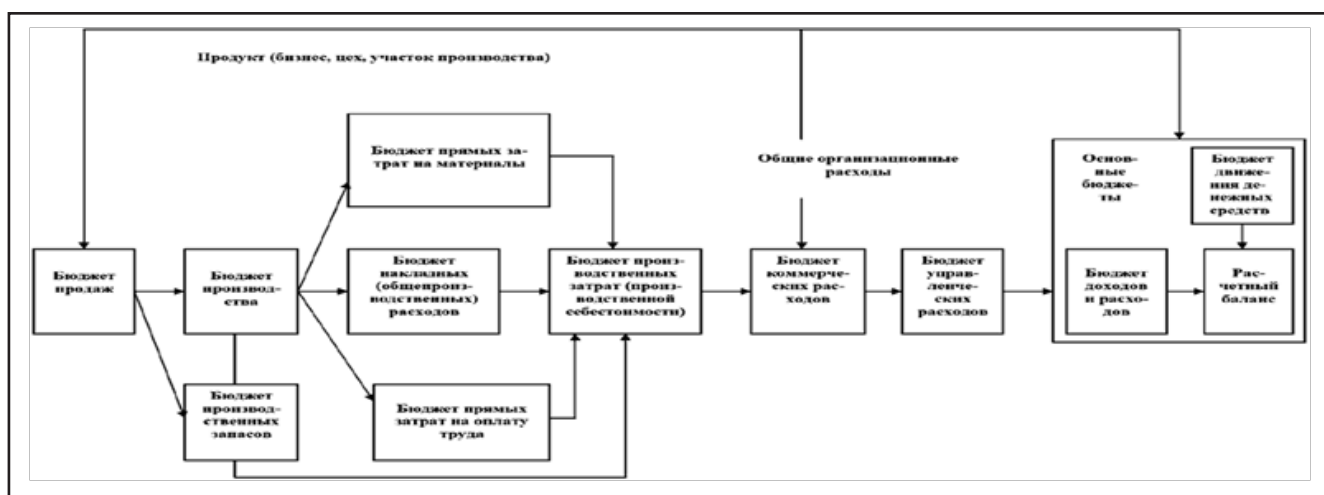 Продукт (бизнес, цех, участок производства)
Бюджет прямых за-
трат на материалы
Общие организационные
расходы
Основ-
ные
бюдже-
ты
Бюджет
движе-
ния де-
нежных
средств
Бюджет
продаж
Бюджет
производ-
ства
Бюджет
накладных
(общепроиз-
водственных)
расходов
Бюджет произ-
водственных
затрат (произ-
водственной
себестоимости)
Бюджет
коммерче-
ских рас-
ходов
Бюджет
управ-
ленческих
расходов
Бюджет
доходов
и расхо-
дов
Рас-
четный
баланс
Бюджет
производ-
ственных
запасов
Бюджет прямых
затрат на оплату
труда